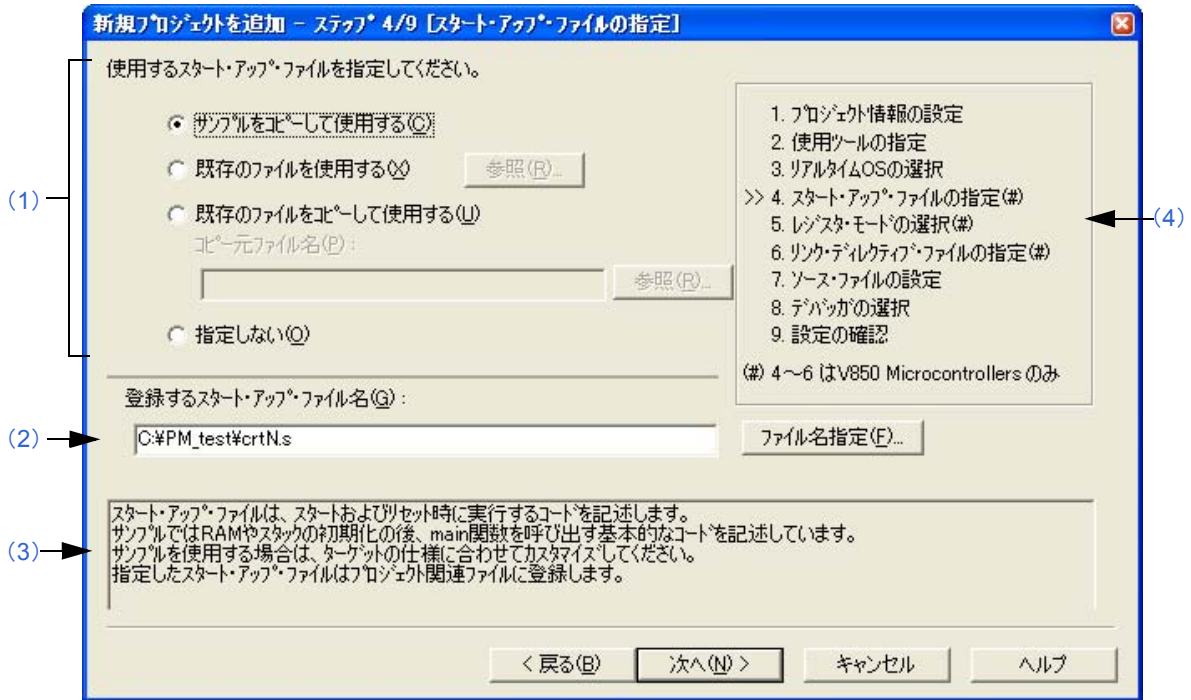 新規プロジェクトを追加 - ステップ 4/9 [スタート・アップ・ファイルの指定]
使用するスタート・アップ・ファイルを指定してください。
(1)
サンプルをコピーして使用する(C)
既存のファイルを使用する(X)
参照(R)...
既存のファイルをコピーして使用する(U)
コピー元ファイル名(P):
参照(R)...
指定しない(O)
1. プロジェクト情報の設定
2. 使用ツールの指定
3. リアルタイムOSの選択
>> 4. スタート・アップ・ファイルの指定(#)
5. レジスタ・モードの選択(#)
6. リンク・ディレクティブ・ファイルの指定(#)
7. ソース・ファイルの設定
8. デバッガの選択
9. 設定の確認
(#) 4～6 はV850 Microcontrollers のみ
(4)
登録するスタート・アップ・ファイル名(G):
(2)
C:¥PM_test¥crtN.s
ファイル名指定(F)...
(3)
スタート・アップ・ファイルは、スタートおよびリセット時に実行するコードを記述します。
サンプルではRAMやスタックの初期化の後、main関数を呼び出す基本的なコードを記述しています。
サンプルを使用する場合は、ターゲットの仕様に合わせてカスタマイズしてください。
指定したスタート・アップ・ファイルはプロジェクト関連ファイルに登録します。
< 戻る(B)
次へ(N) >
キャンセル
ヘルプ